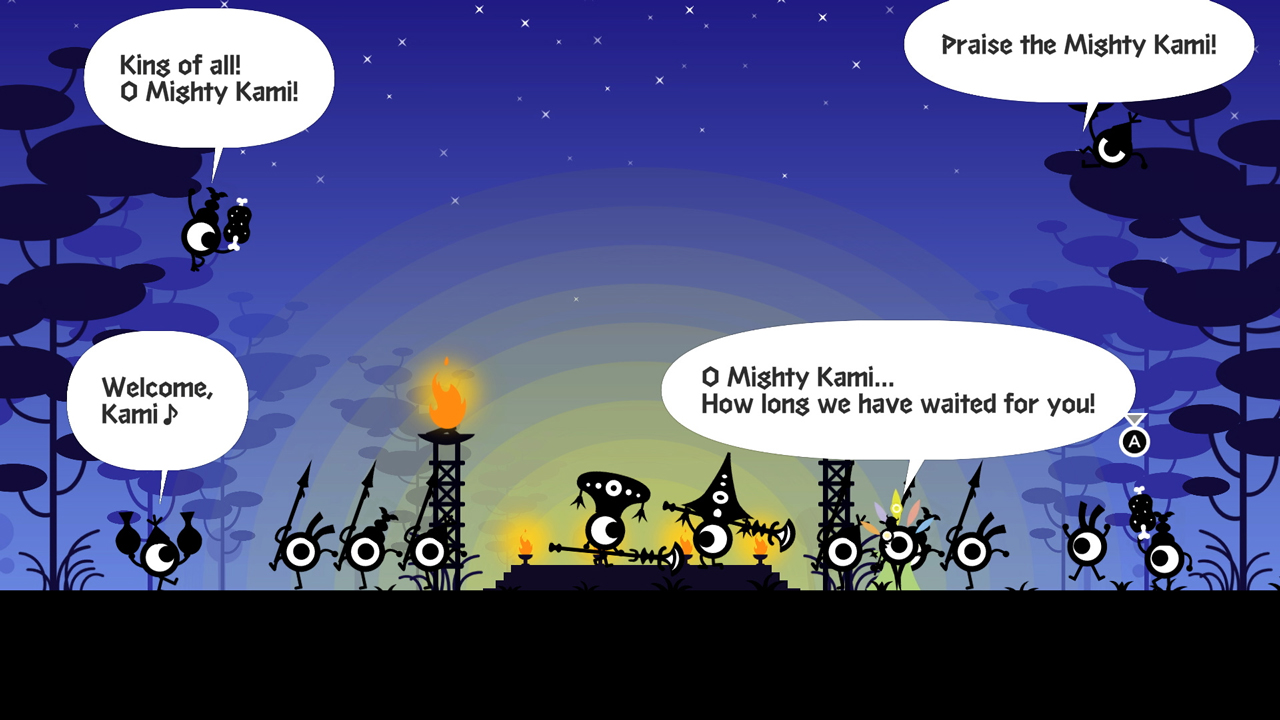 King of all!
O Mighty Kami!
Praise the Mighty Kami!
Welcome,
Kami♪
O Mighty Kami...
How long we have waited for you!
A